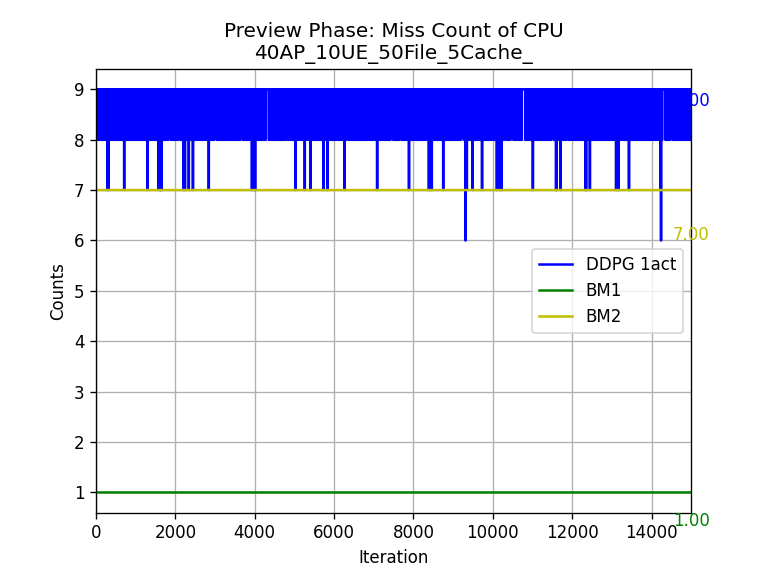 Preview Phase: Miss Count of CPU
40AP_10UE_50File_5Cache_
9
8
7
6
5
4
3
2
1
Counts
00
7.00
1.00
DDPG 1act
BM1
BM2
0
2000
4000
6000
8000
10000
12000
14000
Iteration